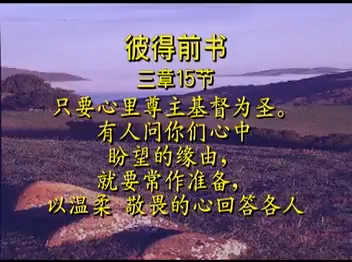 彼得前书
三章15节
只要心里尊主基督为圣。
有人问你们心中
盼望的缘由，
就要常作准备，
以温柔 敬畏的心回答各人